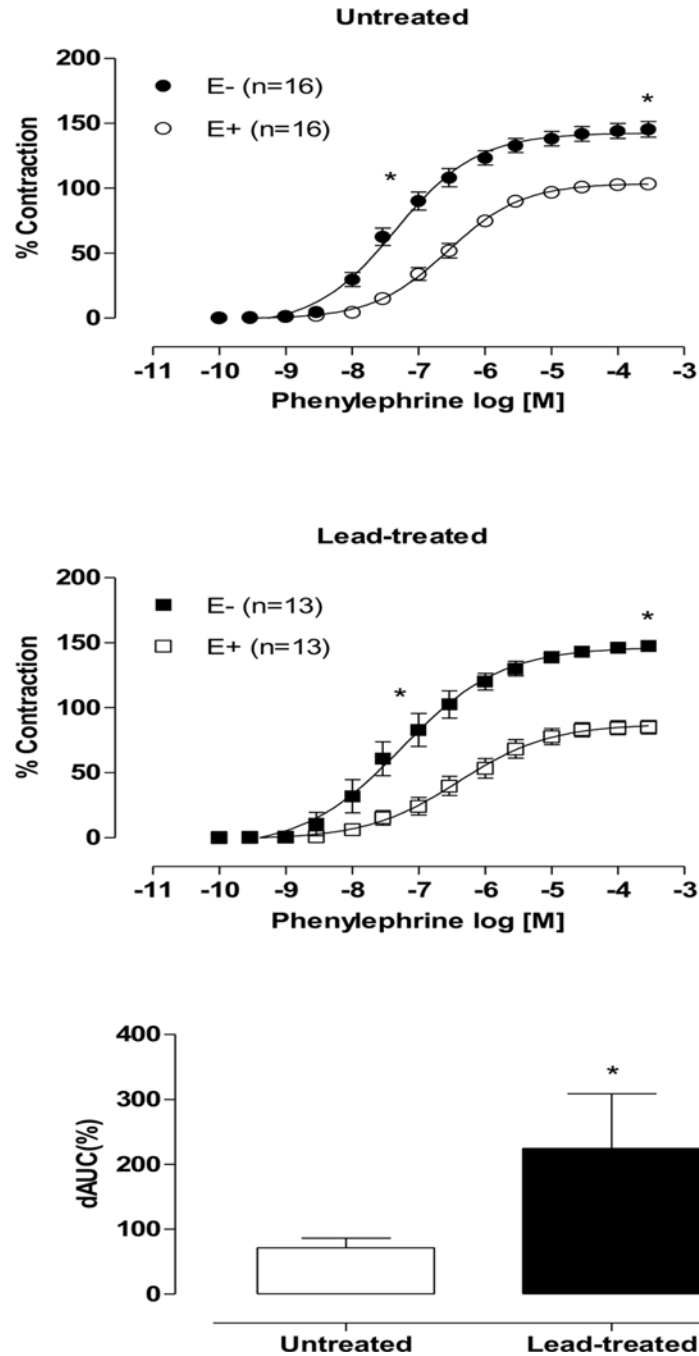 Untreated
200
150
100
50
0
% Contraction
E- (n=16)
E+ (n=16)
*
*
-11 -10 -9 -8 -7 -6 -5 -4 -3
Phenylephrine log [M]
Lead-treated
200
150
100
50
0
% Contraction
E- (n=13)
E+ (n=13)
*
*
-11 -10 -9 -8 -7 -6 -5 -4 -3
Phenylephrine log [M]
400
300
200
100
0
dAUC(%)
*
Untreated Lead-treated